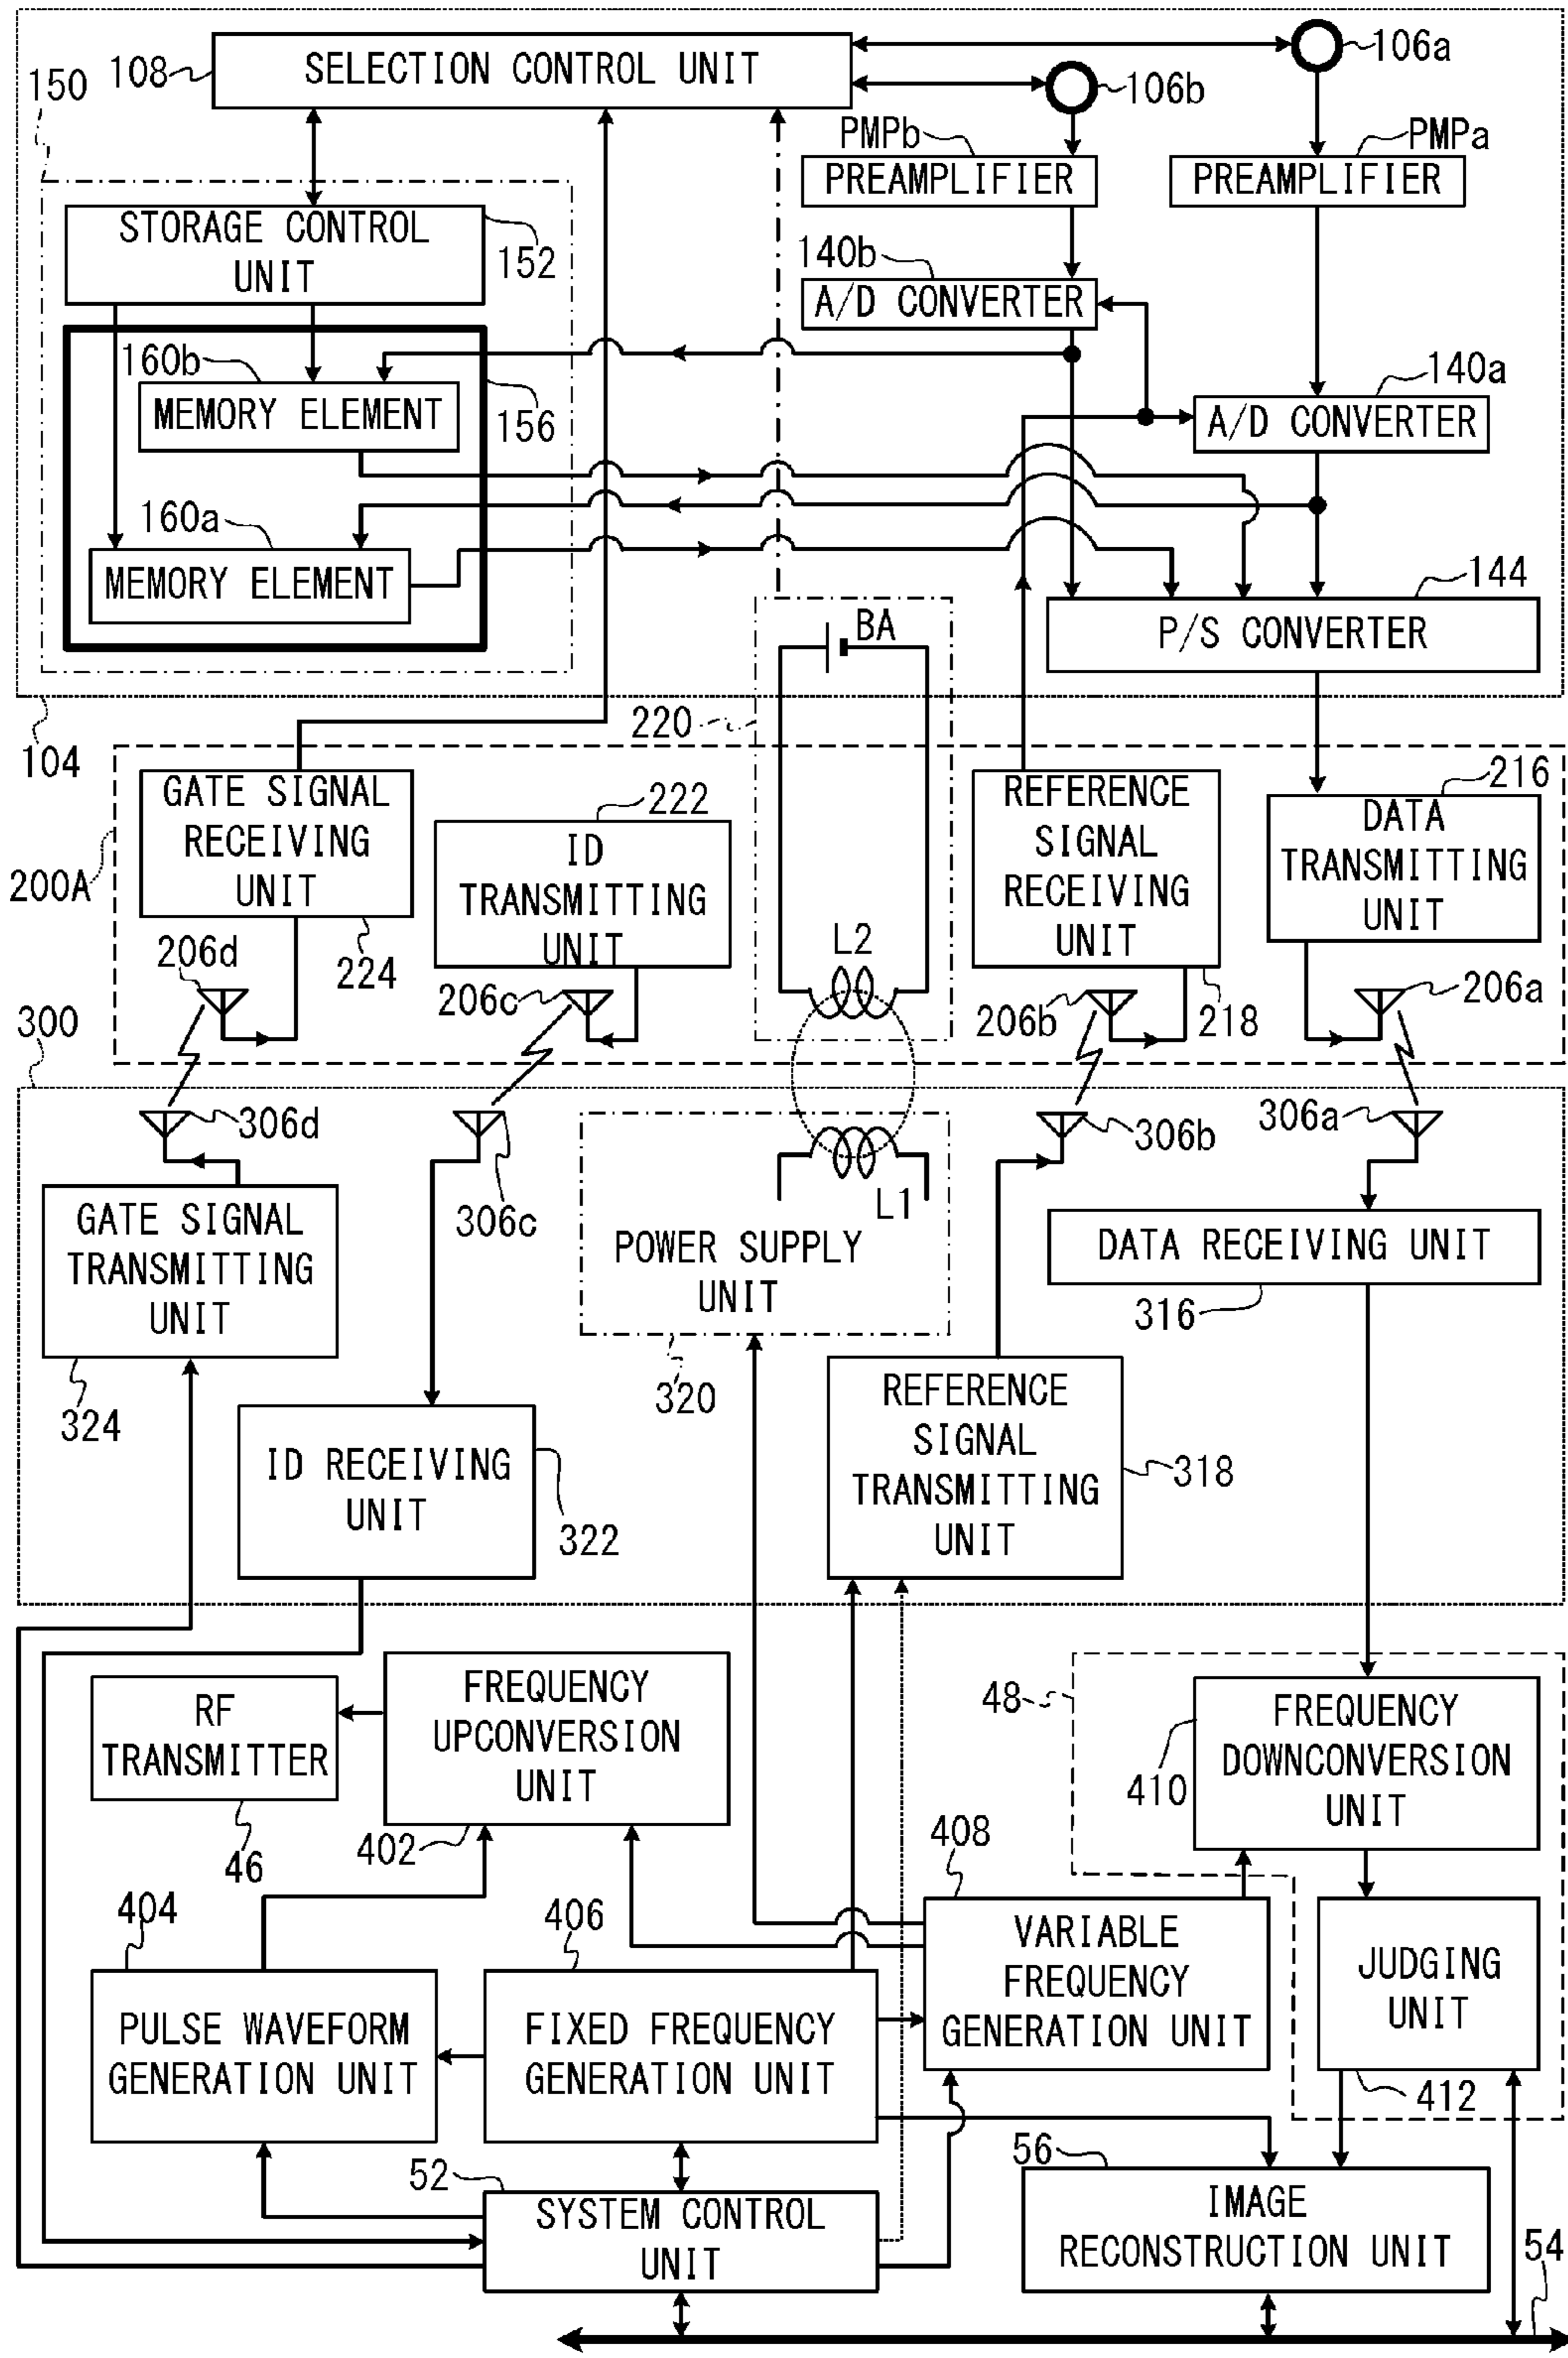 108
SELECTION CONTROL UNIT
106a
106b
150
PMPb
PMPa
PREAMPLIFIER
PREAMPLIFIER
STORAGE CONTROL
UNIT
152
140b
A/D CONVERTER
160b
MEMORY ELEMENT
156
140a
A/D CONVERTER
160a
MEMORY ELEMENT
144
P/S CONVERTER
BA
104
220
200A
GATE SIGNAL
RECEIVING
UNIT
224
222
ID
TRANSMITTING
UNIT
L2
REFERENCE
SIGNAL
RECEIVING
UNIT
218
216
DATA
TRANSMITTING
UNIT
206d
206c
206b
206a
300
306d
306c
306b
306a
L1
GATE SIGNAL
TRANSMITTING
UNIT
324
POWER SUPPLY
UNIT
320
DATA RECEIVING UNIT
316
ID RECEIVING
UNIT
322
REFERENCE
SIGNAL
TRANSMITTING
UNIT
318
RF
TRANSMITTER
46
FREQUENCY
UPCONVERSION
UNIT
402
48
FREQUENCY
DOWNCONVERSION
UNIT
410
404
PULSE WAVEFORM
GENERATION UNIT
406
FIXED FREQUENCY
GENERATION UNIT
408
VARIABLE
FREQUENCY
GENERATION UNIT
JUDGING
UNIT
412
52
SYSTEM CONTROL
UNIT
56
IMAGE
RECONSTRUCTION UNIT
54